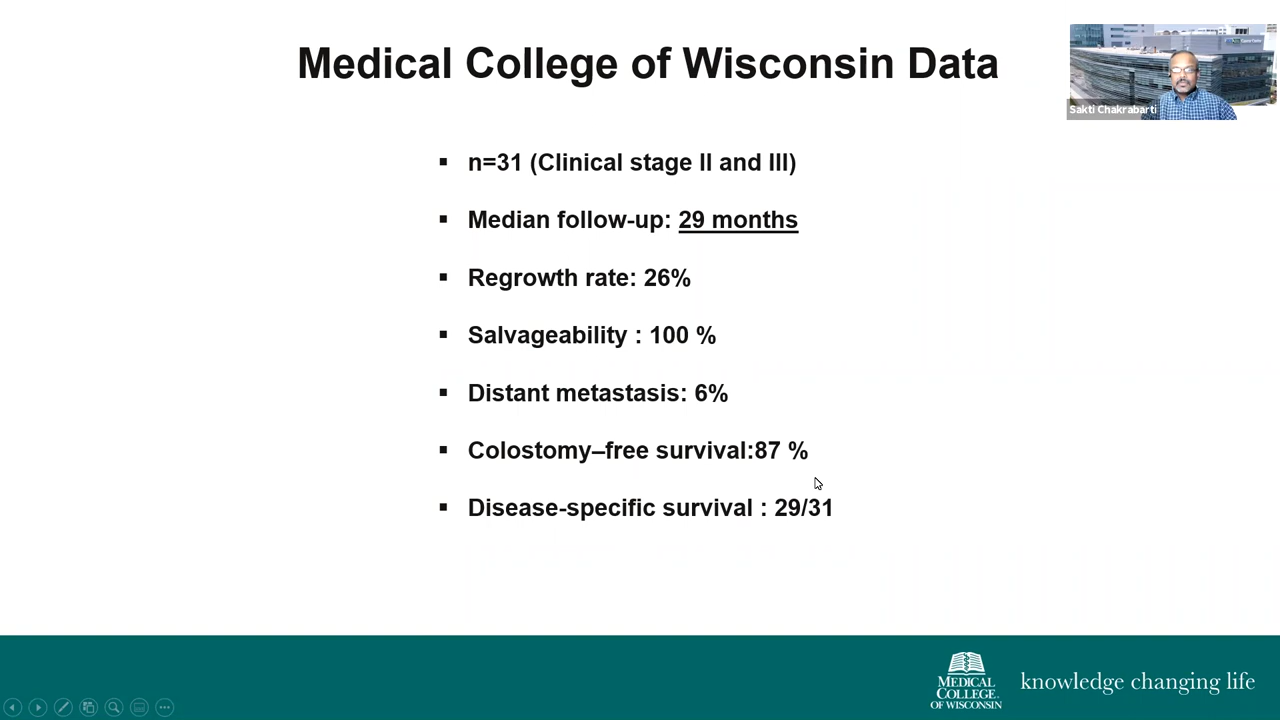 Medical College of Wisconsin Data
Sakti Chakrabarti
▪ n=31 (Clinical stage II and III)
▪ Median follow-up: 29 months
▪ Regrowth rate: 26%
▪ Salvageability : 100 %
▪ Distant metastasis: 6%
▪ Colostomy–free survival:87 %
▪ Disease-specific survival : 29/31
MEDICAL
COLLEGE
OF WISCONSIN
knowledge changing life